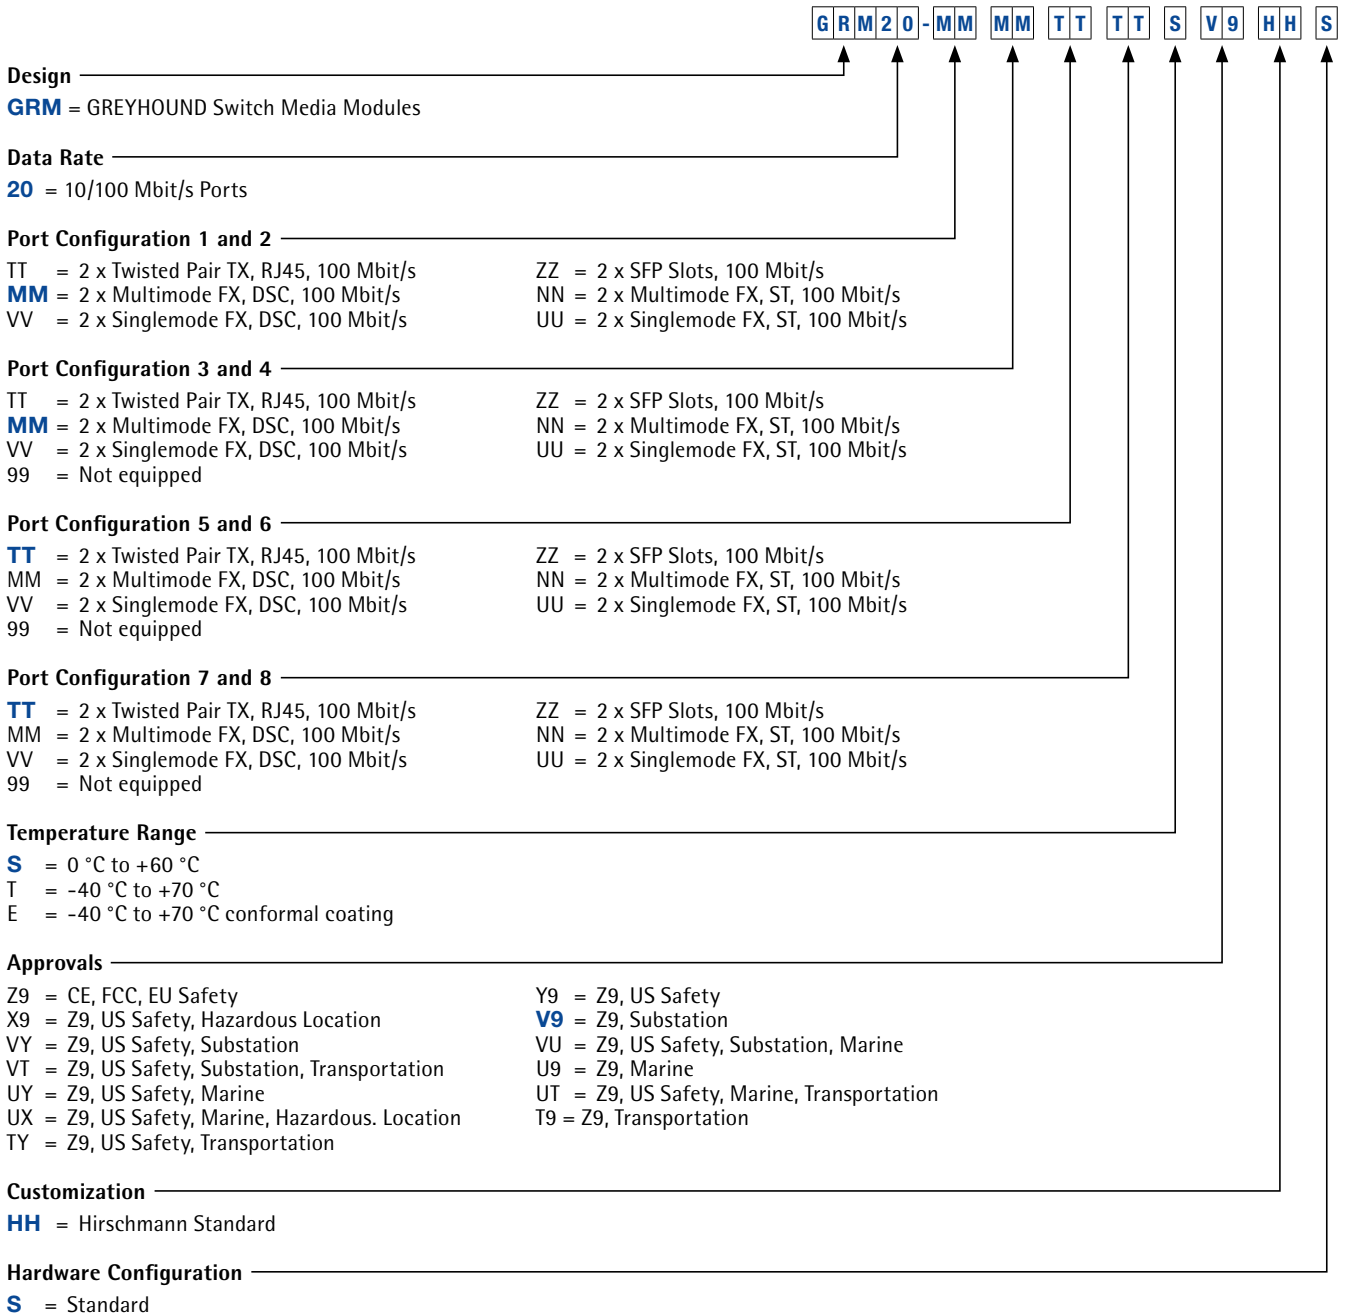 GRM20-MM MM TT TT S V9 HH S
Design
GRM = GREYHOUND Switch Media Modules
Data Rate
20 = 10/100 Mbit/s Ports
Port Configuration 1 and 2
TT = 2 x Twisted Pair TX, RJ45, 100 Mbit/s ZZ = 2 x SFP Slots, 100 Mbit/s
MM = 2 x Multimode FX, DSC, 100 Mbit/s NN = 2 x Multimode FX, ST, 100 Mbit/s
VV = 2 x Singlemode FX, DSC, 100 Mbit/s UU = 2 x Singlemode FX, ST, 100 Mbit/s
Port Configuration 3 and 4
TT = 2 x Twisted Pair TX, RJ45, 100 Mbit/s ZZ = 2 x SFP Slots, 100 Mbit/s
MM = 2 x Multimode FX, DSC, 100 Mbit/s NN = 2 x Multimode FX, ST, 100 Mbit/s
VV = 2 x Singlemode FX, DSC, 100 Mbit/s UU = 2 x Singlemode FX, ST, 100 Mbit/s
99 = Not equipped
Port Configuration 5 and 6
TT = 2 x Twisted Pair TX, RJ45, 100 Mbit/s ZZ = 2 x SFP Slots, 100 Mbit/s
MM = 2 x Multimode FX, DSC, 100 Mbit/s NN = 2 x Multimode FX, ST, 100 Mbit/s
VV = 2 x Singlemode FX, DSC, 100 Mbit/s UU = 2 x Singlemode FX, ST, 100 Mbit/s
99 = Not equipped
Port Configuration 7 and 8
TT = 2 x Twisted Pair TX, RJ45, 100 Mbit/s ZZ = 2 x SFP Slots, 100 Mbit/s
MM = 2 x Multimode FX, DSC, 100 Mbit/s NN = 2 x Multimode FX, ST, 100 Mbit/s
VV = 2 x Singlemode FX, DSC, 100 Mbit/s UU = 2 x Singlemode FX, ST, 100 Mbit/s
99 = Not equipped
Temperature Range
S = 0 °C to +60 °C
T = -40 °C to +70 °C
E = -40 °C to +70 °C conformal coating
Approvals
Z9 = CE, FCC, EU Safety Y9 = Z9, US Safety
X9 = Z9, US Safety, Hazardous Location V9 = Z9, Substation
VY = Z9, US Safety, Substation VU = Z9, US Safety, Substation, Marine
VT = Z9, US Safety, Substation, Transportation U9 = Z9, Marine
UY = Z9, US Safety, Marine UT = Z9, US Safety, Marine, Transportation
UX = Z9, US Safety, Marine, Hazardous. Location T9 = Z9, Transportation
TY = Z9, US Safety, Transportation
Customization
HH = Hirschmann Standard
Hardware Configuration
S = Standard